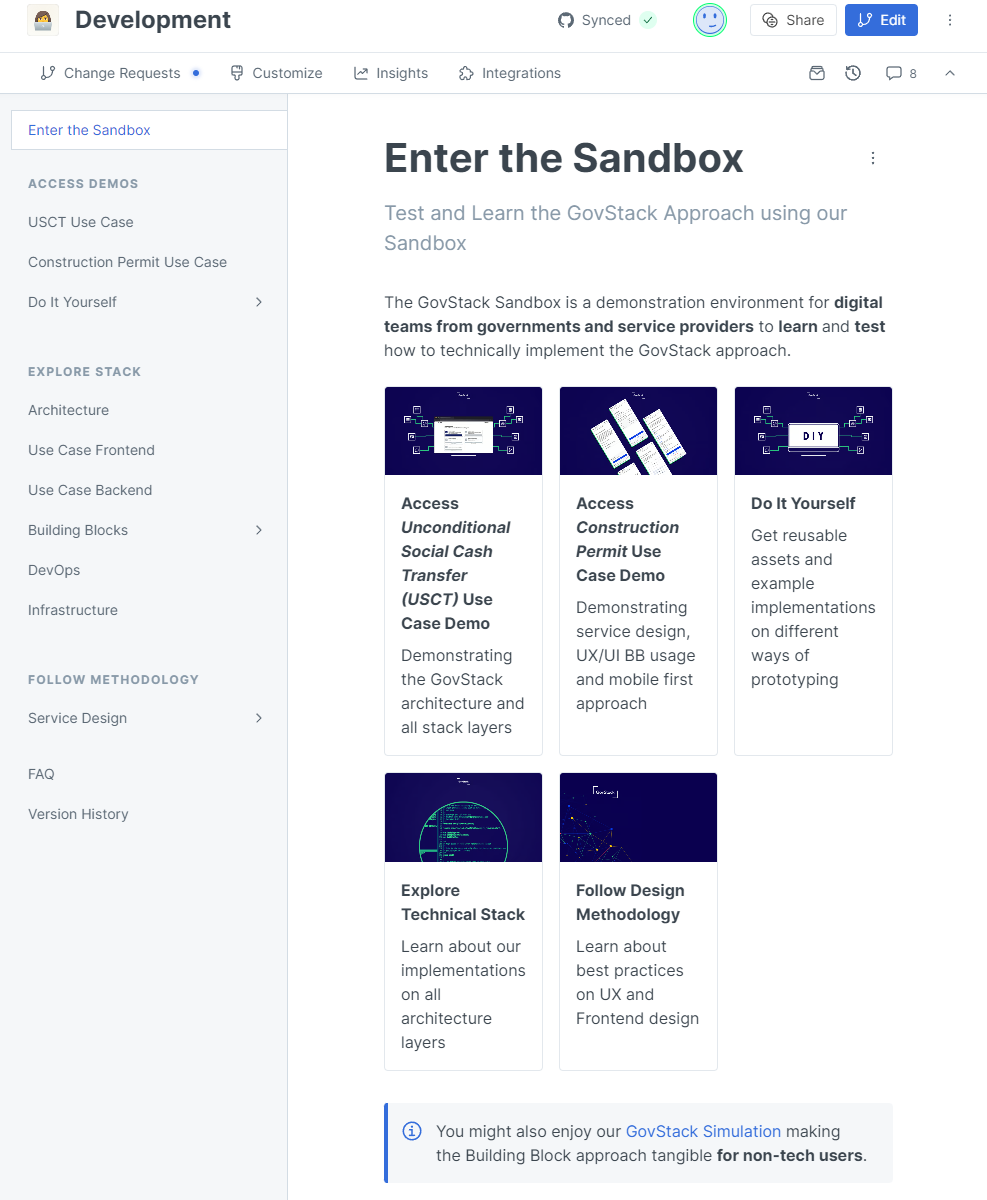 Development
Synced
Share
Edit
Change Requests
Customize
Insights
Integrations
8
Enter the Sandbox
ACCESS DEMOS
USCT Use Case
Construction Permit Use Case
Do It Yourself
EXPLORE STACK
Architecture
Use Case Frontend
Use Case Backend
Building Blocks
DevOps
Infrastructure
FOLLOW METHODOLOGY
Service Design
FAQ
Version History
Enter the Sandbox
Test and Learn the GovStack Approach using our
Sandbox
The GovStack Sandbox is a demonstration environment for digital
teams from governments and service providers to learn and test
how to technically implement the GovStack approach.
Access
Unconditional
Social Cash
Transfer
(USCT) Use
Case Demo
Demonstrating
the GovStack
architecture and
all stack layers
Access
Construction
Permit Use
Case Demo
Demonstrating
service design,
UX/UI BB usage
and mobile first
approach
DIY
Do It Yourself
Get reusable
assets and
example
implementations
on different
ways of
prototyping
Explore
Technical Stack
Learn about our
implementations
on all
architecture
layers
GovStack
Follow Design
Methodology
Learn about
best practices
on UX and
Frontend design
You might also enjoy our GovStack Simulation making
the Building Block approach tangible for non-tech users.